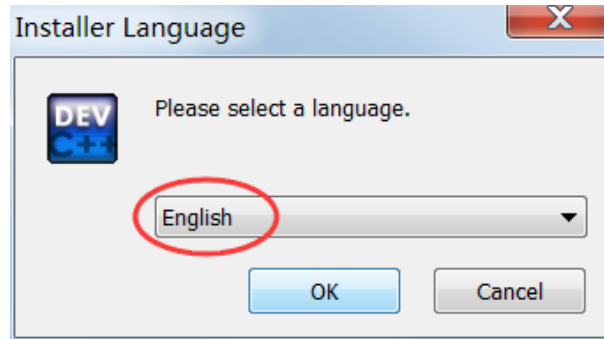 Installer Language
X
DEV
C++
Please select a language.
English
OK
Cancel